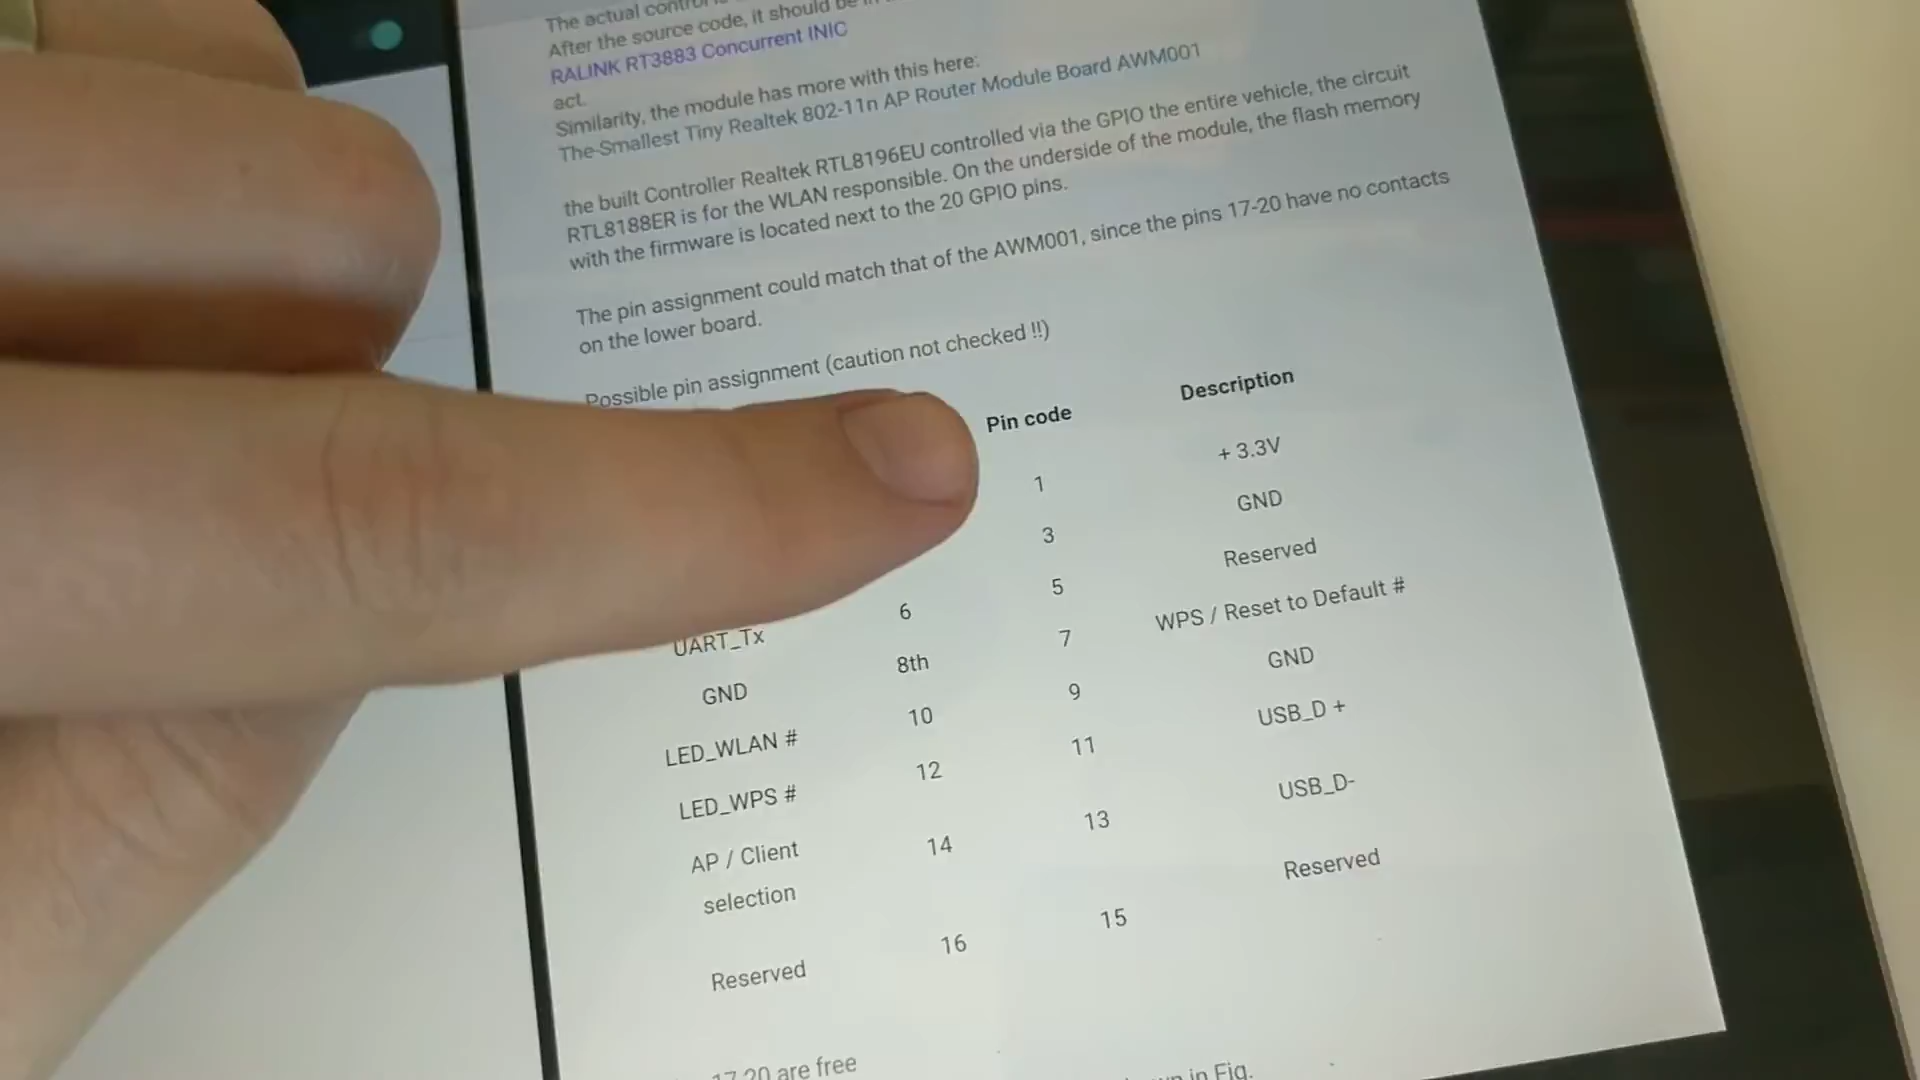 The actual
After the source code, it should be in
RALINK RT3883 Concurrent INIC
act.
Similarity, the module has more with this here:
The-Smallest Tiny Realtek 802-11n AP Router Module Board AWM001
the built Controller Realtek RTL8196EU controlled via the GPIO the entire vehicle, the circuit
RTL8188ER is for the WLAN responsible. On the underside of the module, the flash memory
with the firmware is located next to the 20 GPIO pins.
The pin assignment could match that of the AWM001, since the pins 17-20 have no contacts
on the lower board.
Possible pin assignment (caution not checked !!)
Pin code Description
1 + 3.3V
3 GND
6 5 Reserved
UART_Tx 8th 7 WPS / Reset to Default #
GND 10 9 GND
LED_WLAN # 12 11 USB_D +
LED_WPS # 14 13 USB_D-
AP / Client
selection 16 15 Reserved
Reserved
17-20 are free
in Fig.